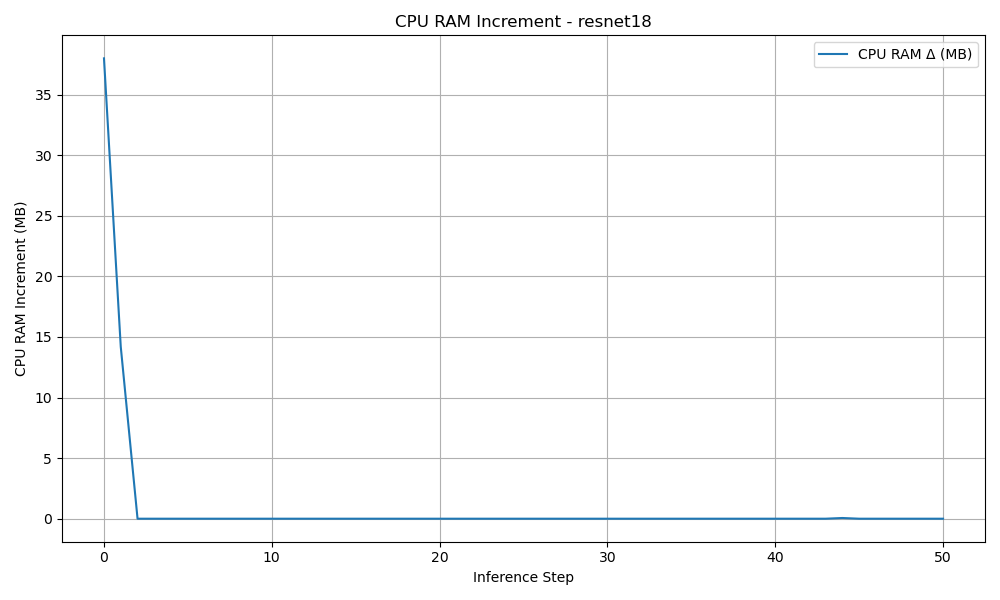 CPU RAM Increment - resnet18
CPU RAM Δ (MB)
CPU RAM Increment (MB)
35
30
25
20
15
10
5
0
0 10 20 30 40 50
Inference Step